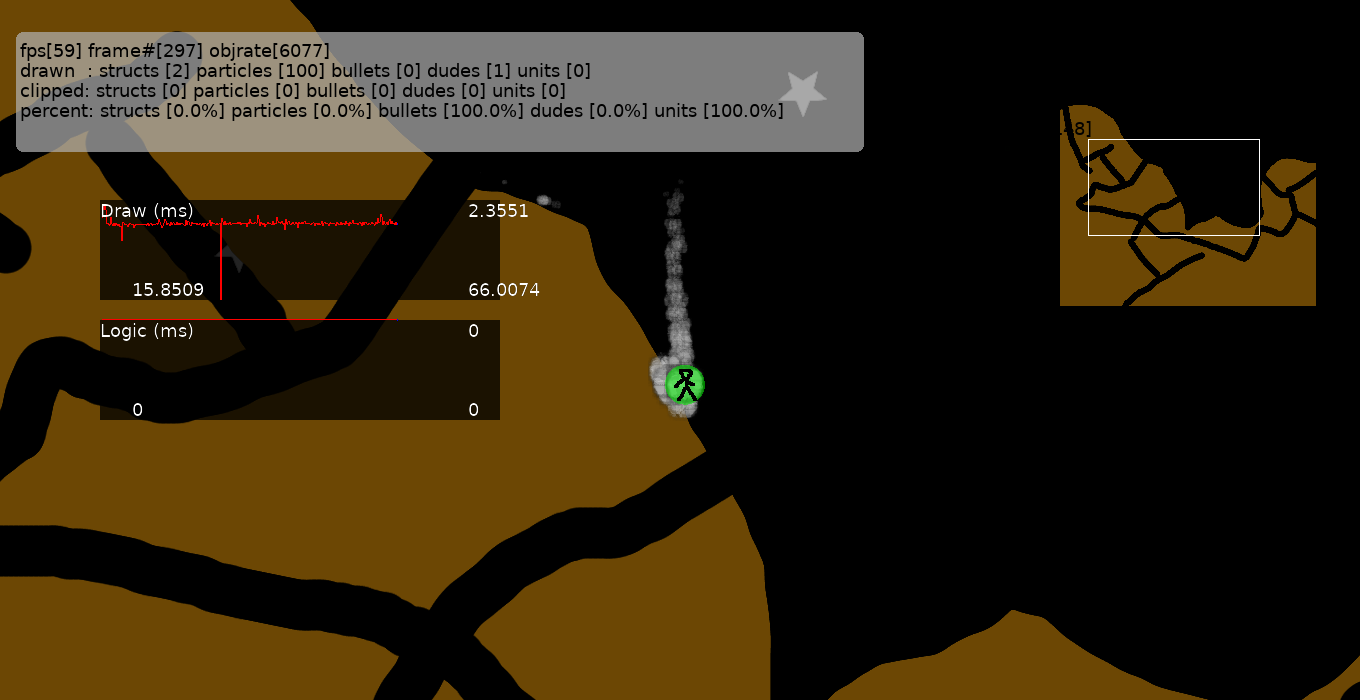 fps[59] frame#[297] objrate[6077]
drawn  : structs [2] particles [100] bullets [0] dudes [1] units [0]
clipped: structs [0] particles [0] bullets [0] dudes [0] units [0]
percent: structs [0.0%] particles [0.0%] bullets [100.0%] dudes [0.0%] units [100.0%]
Draw (ms) 2.3551
15.8509 66.0074
Logic (ms) 0
0 0